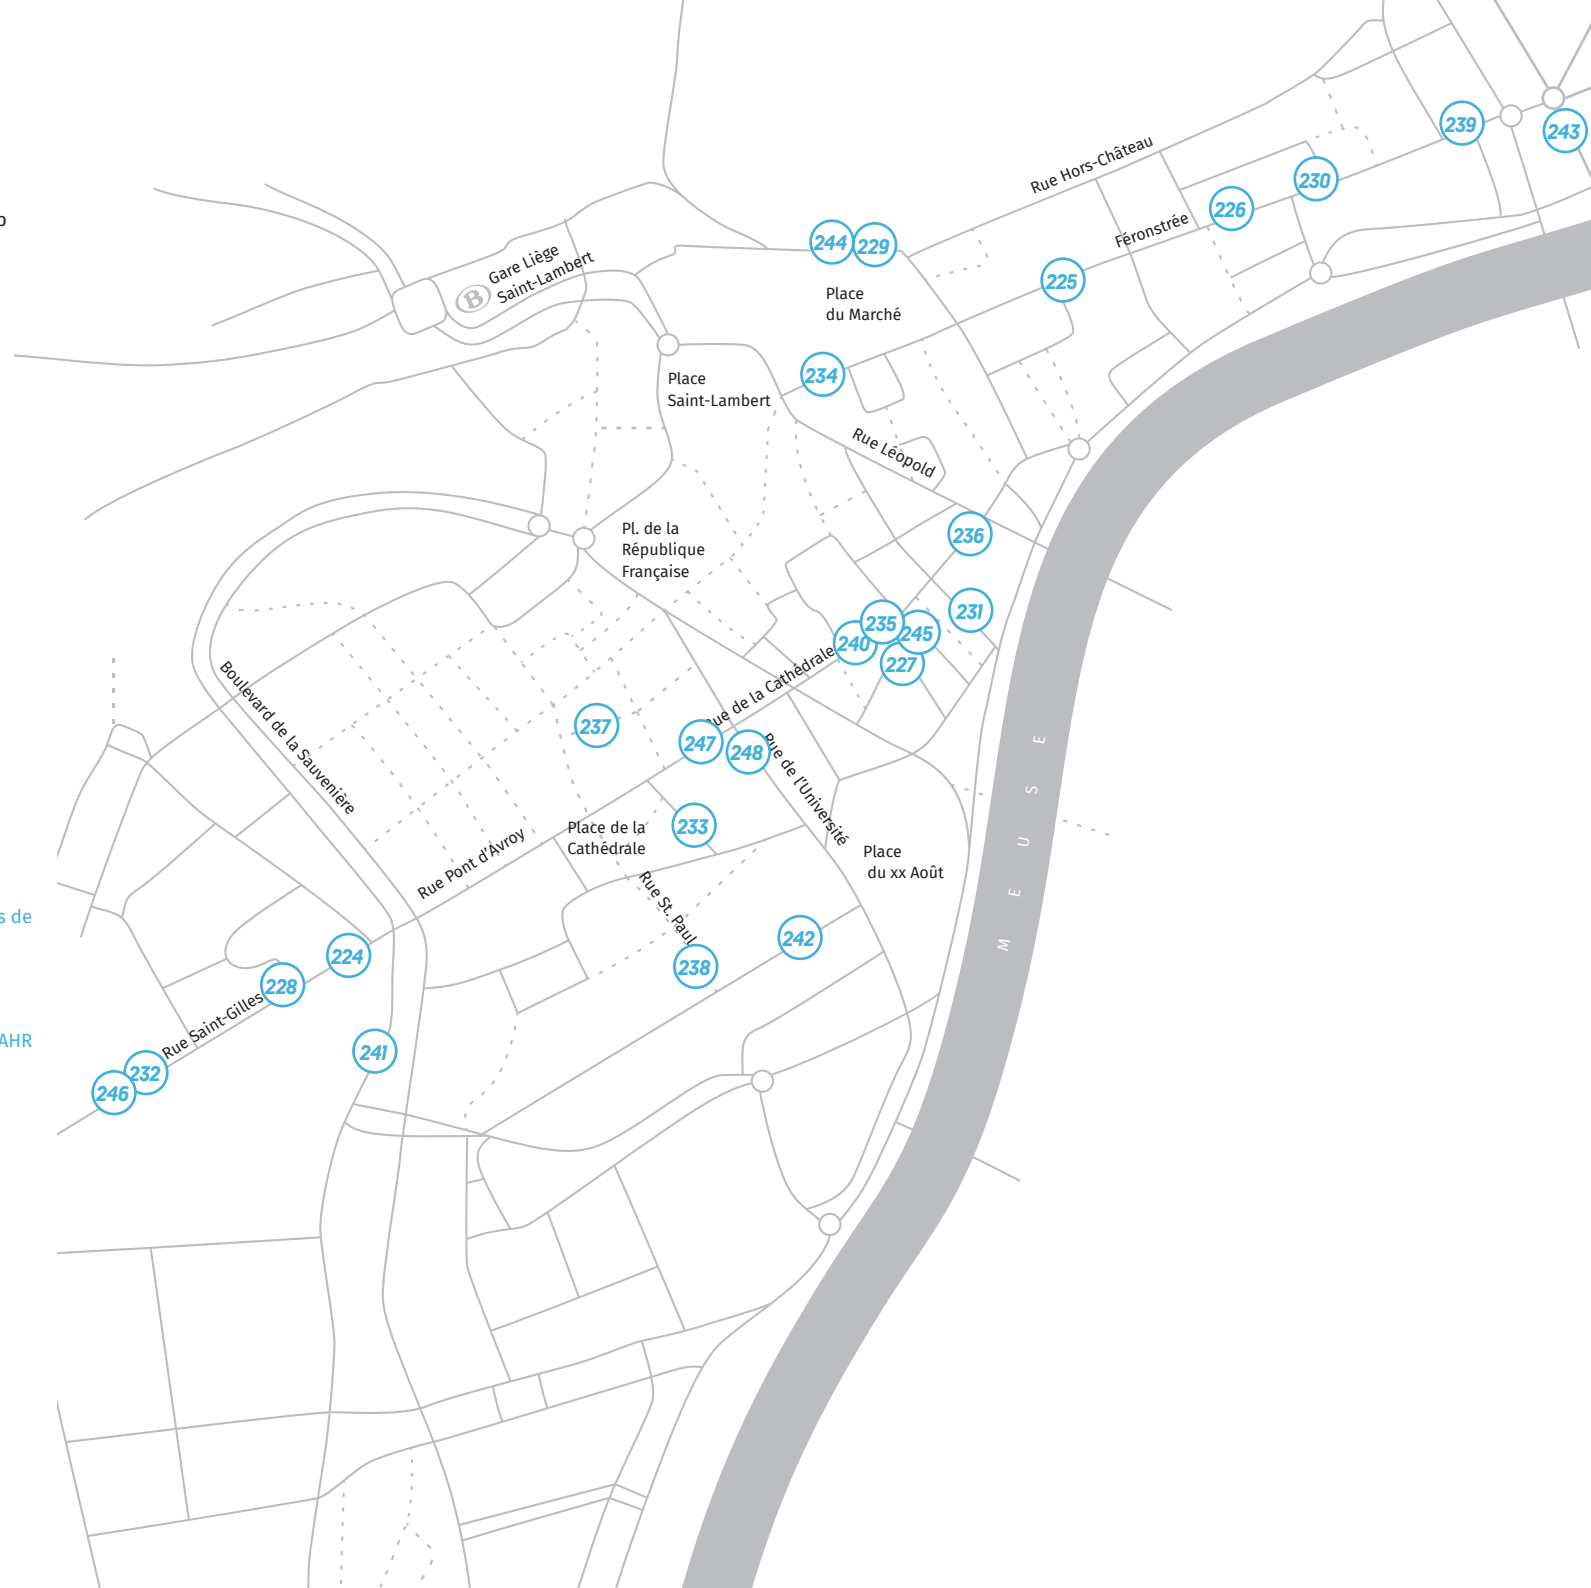 Rue Hors-Château
239
243
230
226
Féronstrée
p
244
229
Gare Liège
Saint-Lambert
B
225
Place
du Marché
234
Place
Saint-Lambert
Rue Léopold
236
Pl. de la
République
Française
231
235
245
240
227
Rue de la Cathédrale
Boulevard de la Sauvenière
237
247
248
Rue de l'Université
MEUSE
233
Place de la
Cathédrale
Rue Pont d'Avroy
Place
du xx Août
Rue St. Paul
s de
242
224
238
228
Rue Saint-Gilles
AHR
241
232
246